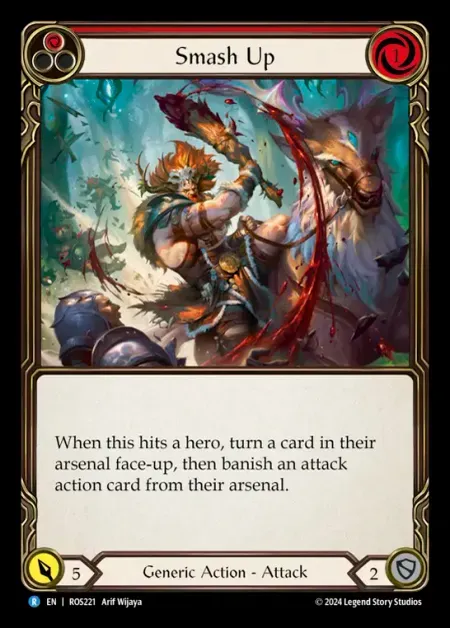 Smash Up
1
When this hits a hero, turn a card in their
arsenal face-up, then banish an attack
action card from their arsenal.
5
Generic Action - Attack
2
R EN | ROS221 Arif Wijaya
© 2024 Legend Story Studios